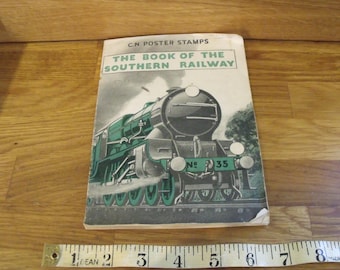 C.N POSTER STAMPS
THE BOOK OF THE
SOUTHERN RAILWAY
Nº 35
1 2 3 4 5 6 7 8